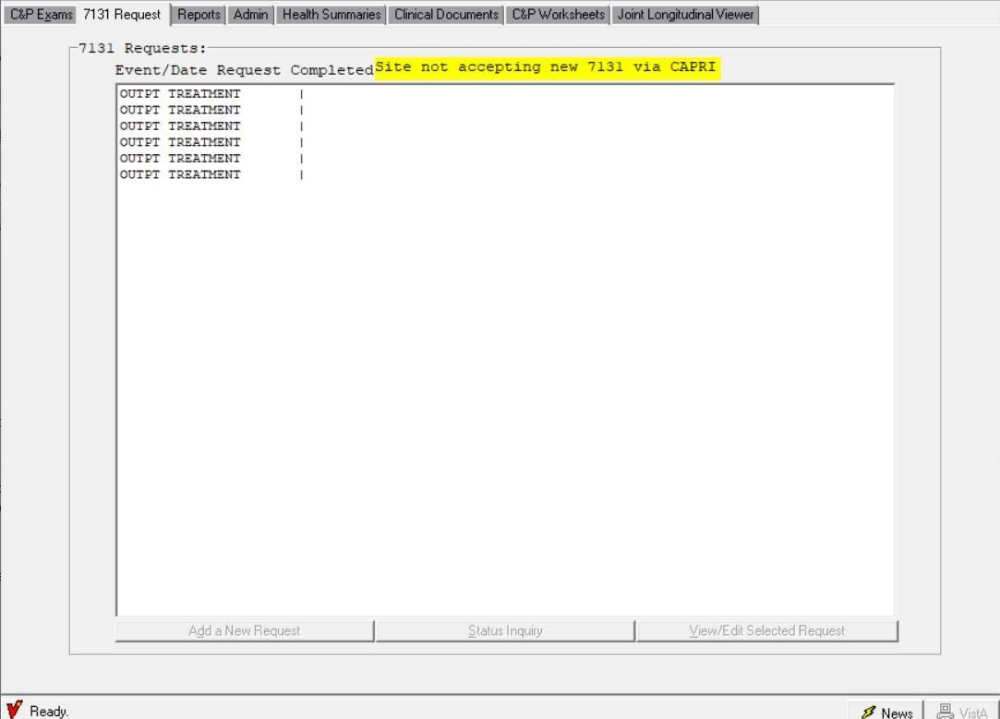 C&P Exams 7131 Request Reports Admin Health Summaries Clinical Documents C&P Worksheets Joint Longitudinal Viewer
7131 Requests:
Event/Date Request Completed Site not accepting new 7131 via CAPRI
OUTPT TREATMENT |
OUTPT TREATMENT |
OUTPT TREATMENT |
OUTPT TREATMENT |
OUTPT TREATMENT |
OUTPT TREATMENT |
Add a New Request Status Inquiry View/Edit Selected Request
Ready. News VistA